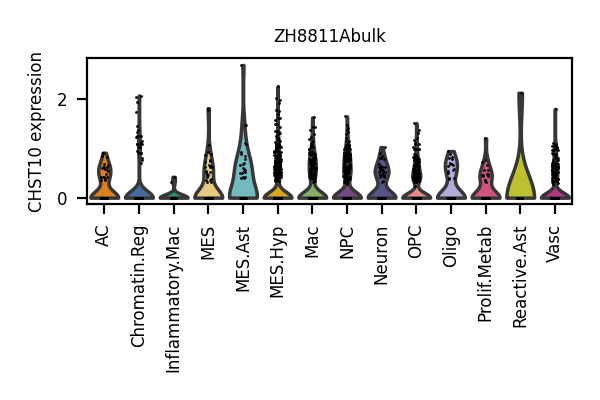 ZH8811Abulk
CHST10 expression
2
0
AC
Chromatin.Reg
Inflammatory.Mac
MES
MES.Ast
MES.Hyp
Mac
NPC
Neuron
OPC
Oligo
Prolif.Metab
Reactive.Ast
Vasc